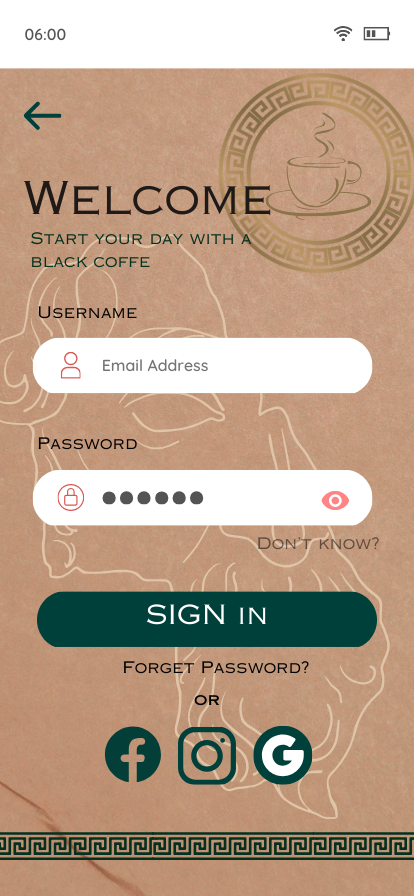 06:00
WELCOME
START YOUR DAY WITH A
BLACK COFFE
USERNAME
Email Address
PASSWORD
DON'T KNOW?
SIGN IN
FORGET PASSWORD?
OR